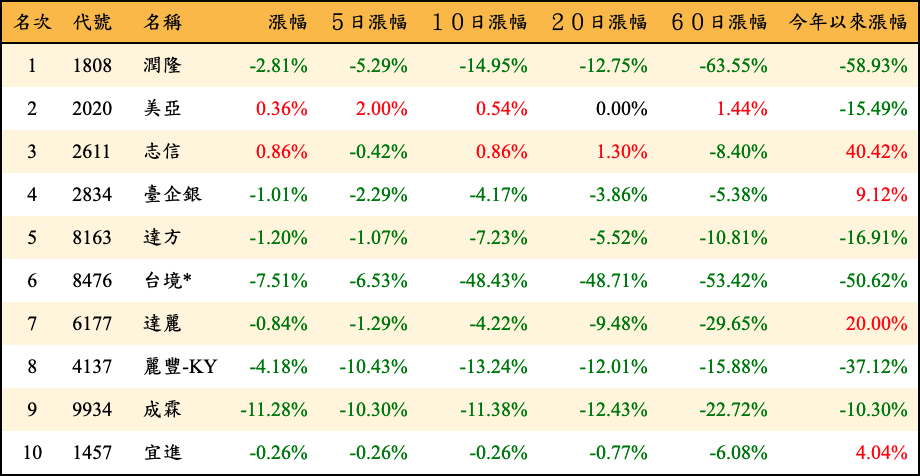 名次 代號 名稱 漲幅 5日漲幅 10日漲幅 20日漲幅 60日漲幅 今年以來漲幅
1 1808 潤隆 -2.81% -5.29% -14.95% -12.75% -63.55% -58.93%
2 2020 美亞 0.36% 2.00% 0.54% 0.00% 1.44% -15.49%
3 2611 志信 0.86% -0.42% 0.86% 1.30% -8.40% 40.42%
4 2834 臺企銀 -1.01% -2.29% -4.17% -3.86% -5.38% 9.12%
5 8163 達方 -1.20% -1.07% -7.23% -5.52% -10.81% -16.91%
6 8476 台境* -7.51% -6.53% -48.43% -48.71% -53.42% -50.62%
7 6177 達麗 -0.84% -1.29% -4.22% -9.48% -29.65% 20.00%
8 4137 麗豐-KY -4.18% -10.43% -13.24% -12.01% -15.88% -37.12%
9 9934 成霖 -11.28% -10.30% -11.38% -12.43% -22.72% -10.30%
10 1457 宜進 -0.26% -0.26% -0.26% -0.77% -6.08% 4.04%